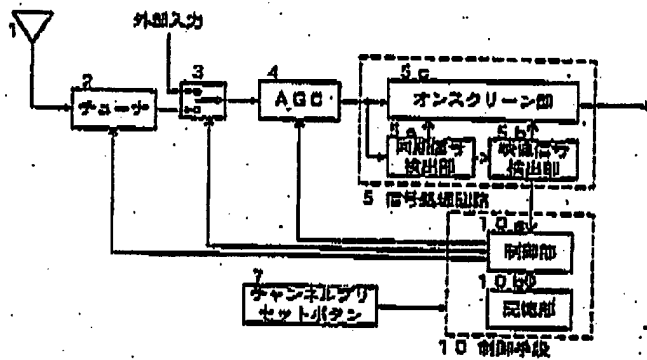 外部入力
1
2
チューナ
3
4
AGC
5c
オンスクリーン部
5a
同期信号
検出部
5b
映像信号
検出部
5 信号処理回路
10a
制御部
10b
記憶部
7
チャンネルプリ
セットボタン
10 制御手段